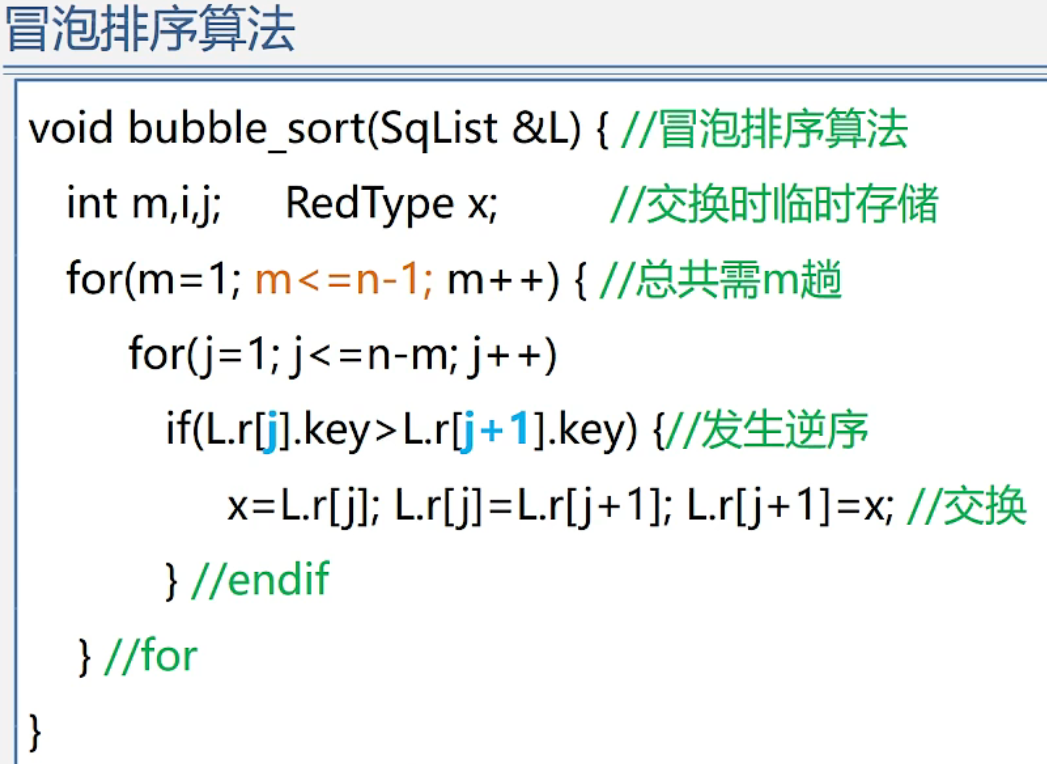 冒泡排序算法
void bubble_sort(SqList &L) { //冒泡排序算法
int m,i,j; RedType x; //交换时临时存储
for(m=1; m<=n-1; m++) { //总共需m趟
for(j=1; j<=n-m; j++)
if(L.r[j].key>L.r[j+1].key) {//发生逆序
x=L.r[j]; L.r[j]=L.r[j+1]; L.r[j+1]=x; //交换
} //endif
} //for
}